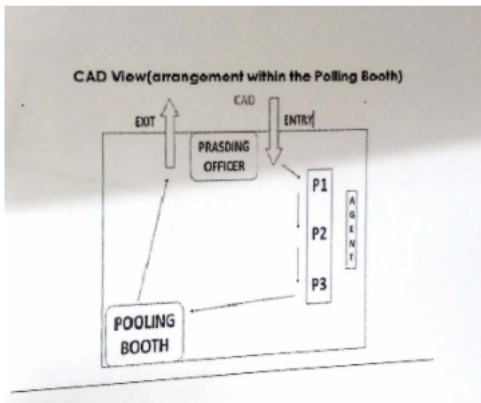 CAD View(arrangement within the Polling Booth)
CAD
EXIT
ENTRY
PRASDING
OFFICER
P1
P2
P3
AGENT
POOLING
BOOTH